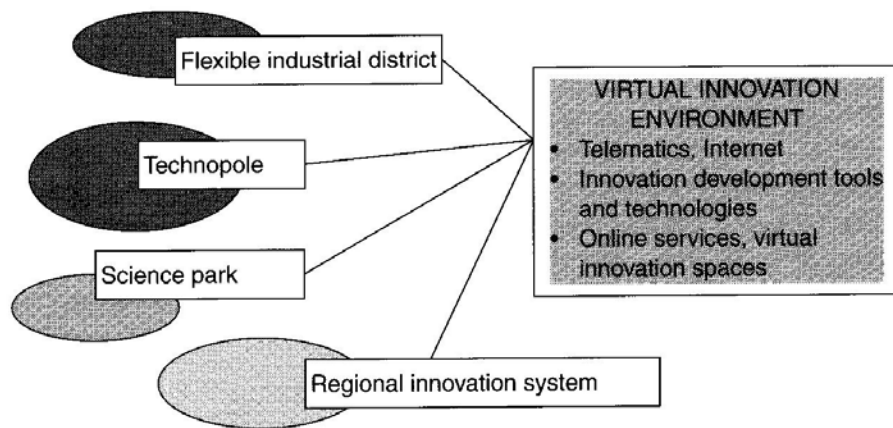 Flexible industrial district
Technopole
Science park
Regional innovation system
VIRTUAL INNOVATION
ENVIRONMENT
• Telematics, Internet
• Innovation development tools
and technologies
• Online services, virtual
innovation spaces